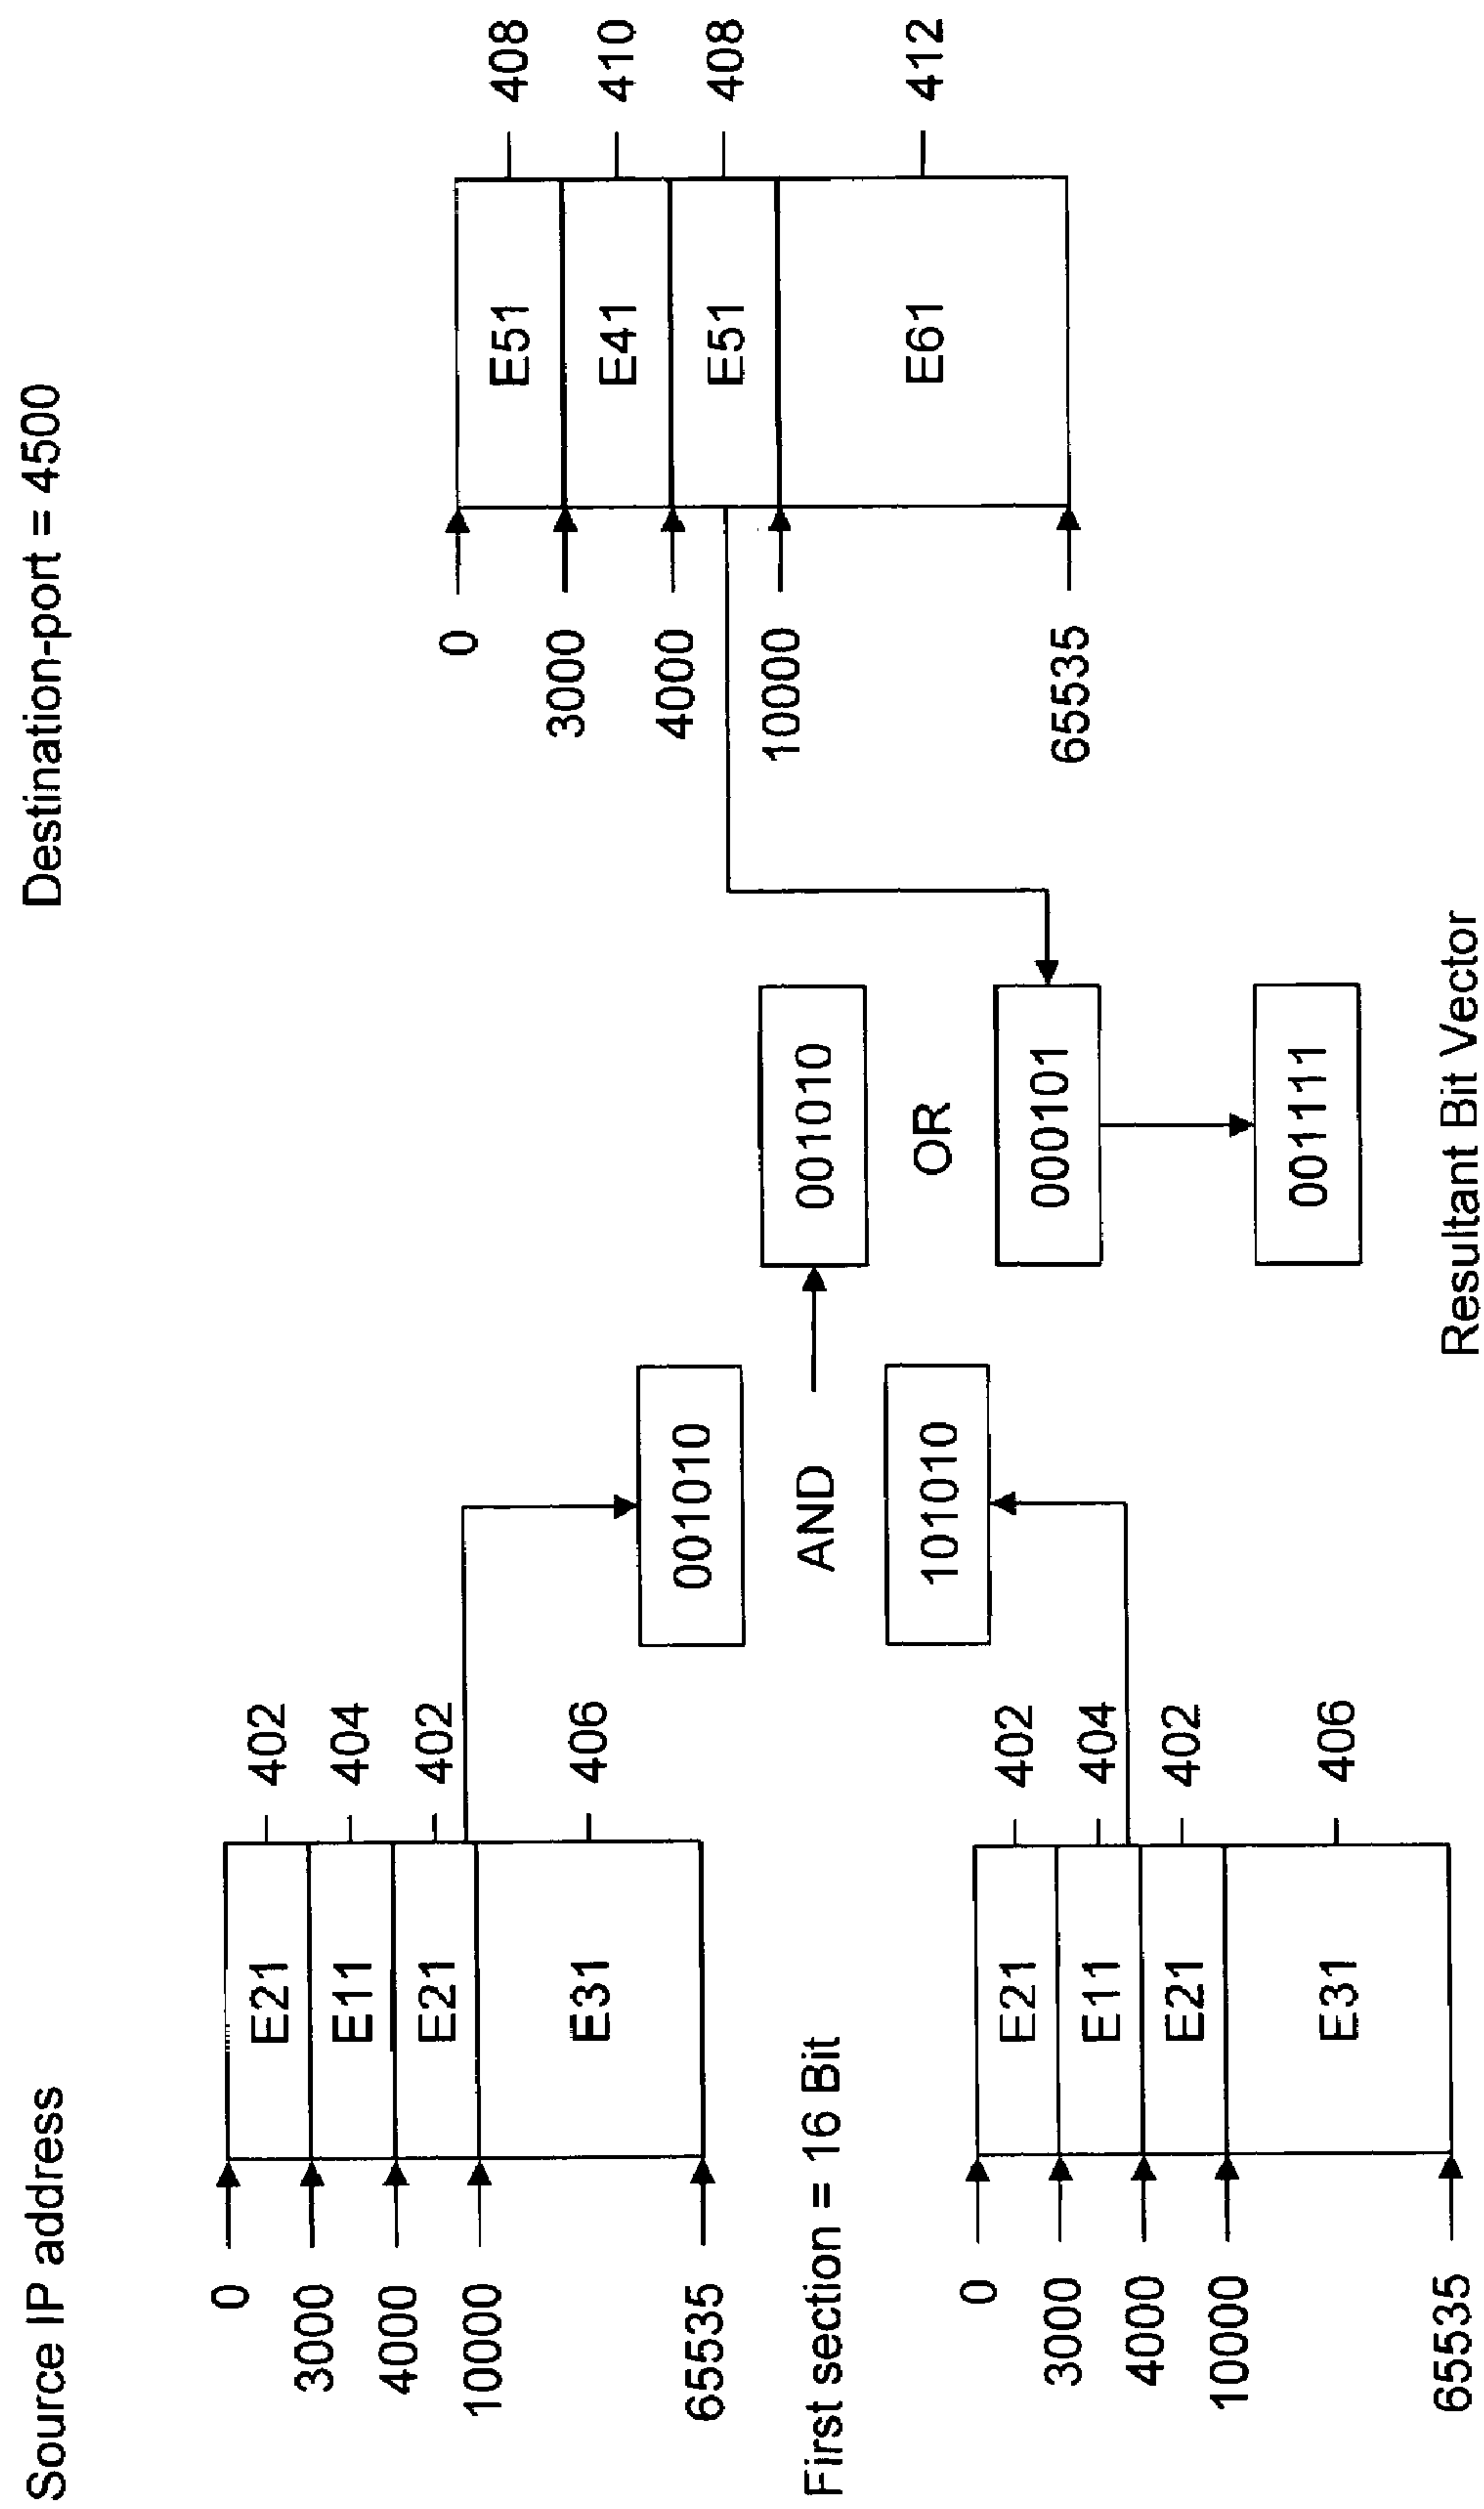 Source IP address
0
3000
4000
10000
65535
E21
E11
E21
E31
402
404
402
406
First section = 16 Bit
0
3000
4000
10000
65535
E21
E11
E21
E31
402
404
402
406
001010
AND
101010
001010
OR
000101
001111
Resultant Bit Vector
Destination-port = 4500
0
3000
4000
10000
65535
E51
E41
E51
E61
408
410
408
412